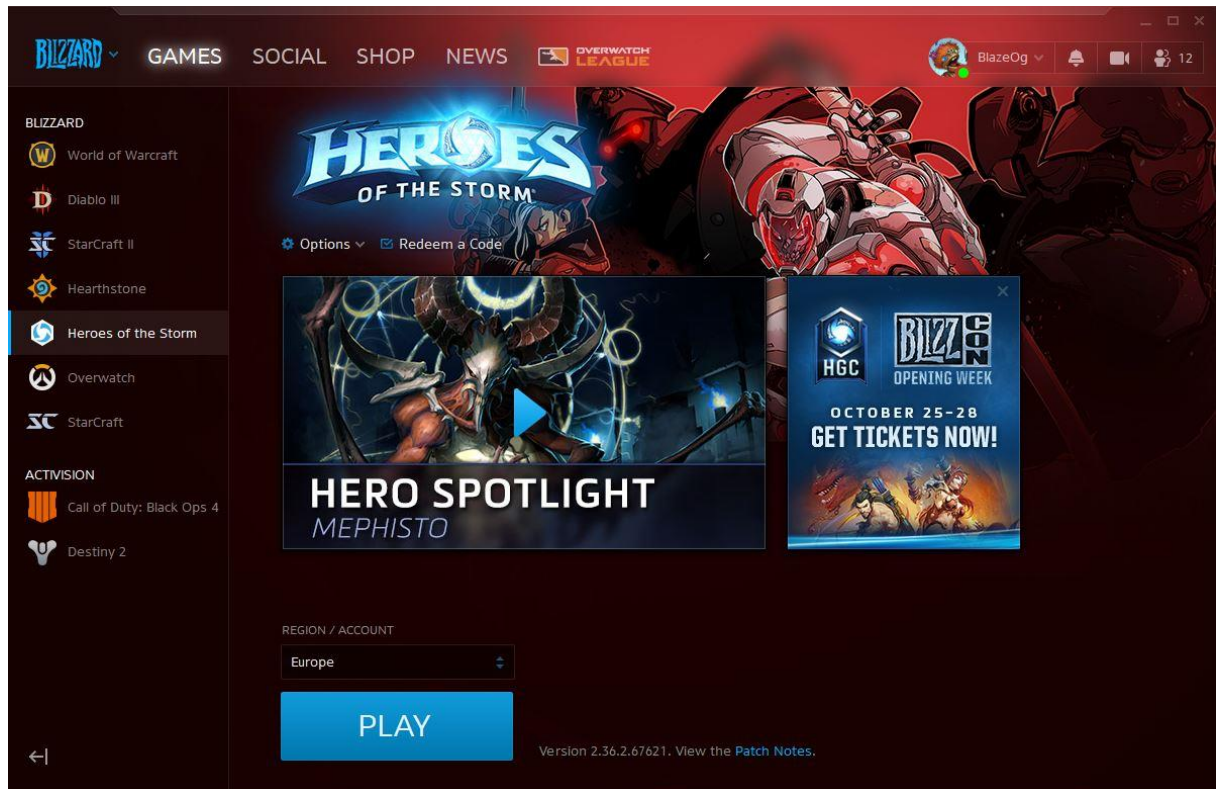 BLIZZARD
GAMES
SOCIAL
SHOP
NEWS
OVERWATCH
LEAGUE
BlazeOg
12
BLIZZARD
World of Warcraft
Diablo III
StarCraft II
Hearthstone
Heroes of the Storm
Overwatch
StarCraft
ACTIVISION
Call of Duty: Black Ops 4
Destiny 2
HEROES
OF THE STORM
Options
Redeem a Code
HERO SPOTLIGHT
MEPHISTO
HGC
BLIZZCON
OPENING WEEK
OCTOBER 25-28
GET TICKETS NOW!
REGION / ACCOUNT
Europe
PLAY
Version 2.36.2.67621. View the Patch Notes.